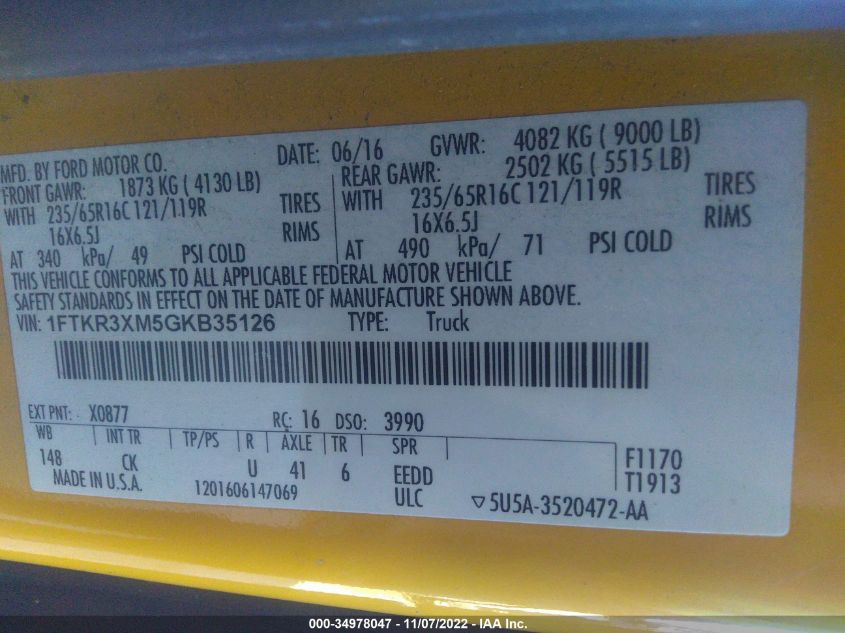 MFD. BY FORD MOTOR CO.
DATE: 06/16
GVWR: 4082 KG ( 9000 LB)
FRONT GAWR: 1873 KG ( 4130 LB)
REAR GAWR: 2502 KG ( 5515 LB)
WITH 235/65R16C 121/119R TIRES
WITH 235/65R16C 121/119R TIRES
16X6.5J RIMS
16X6.5J RIMS
AT 340 kPa/ 49 PSI COLD
AT 490 kPa/ 71 PSI COLD
THIS VEHICLE CONFORMS TO ALL APPLICABLE FEDERAL MOTOR VEHICLE
SAFETY STANDARDS IN EFFECT ON THE DATE OF MANUFACTURE SHOWN ABOVE.
VIN: 1FTKR3XM5GKB35126 TYPE: Truck
EXT PNT: X0877 RC: 16 DSO: 3990
WB INT TR TP/PS R AXLE TR SPR
148 CK U 41 6 EEDD F1170
MADE IN U.S.A. 1201606147069 ULC T1913
▽5U5A-3520472-AA
000-34978047 - 11/07/2022 - IAA Inc.